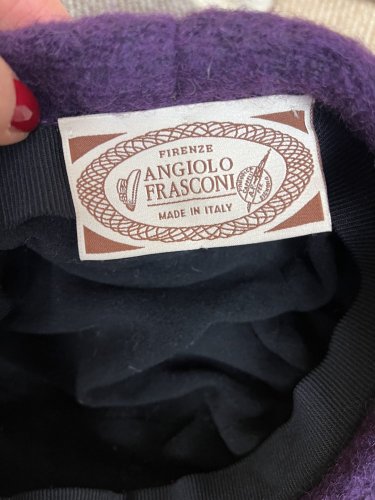 FIRENZE
ANGIOLO
FRASCONI
MADE IN ITALY